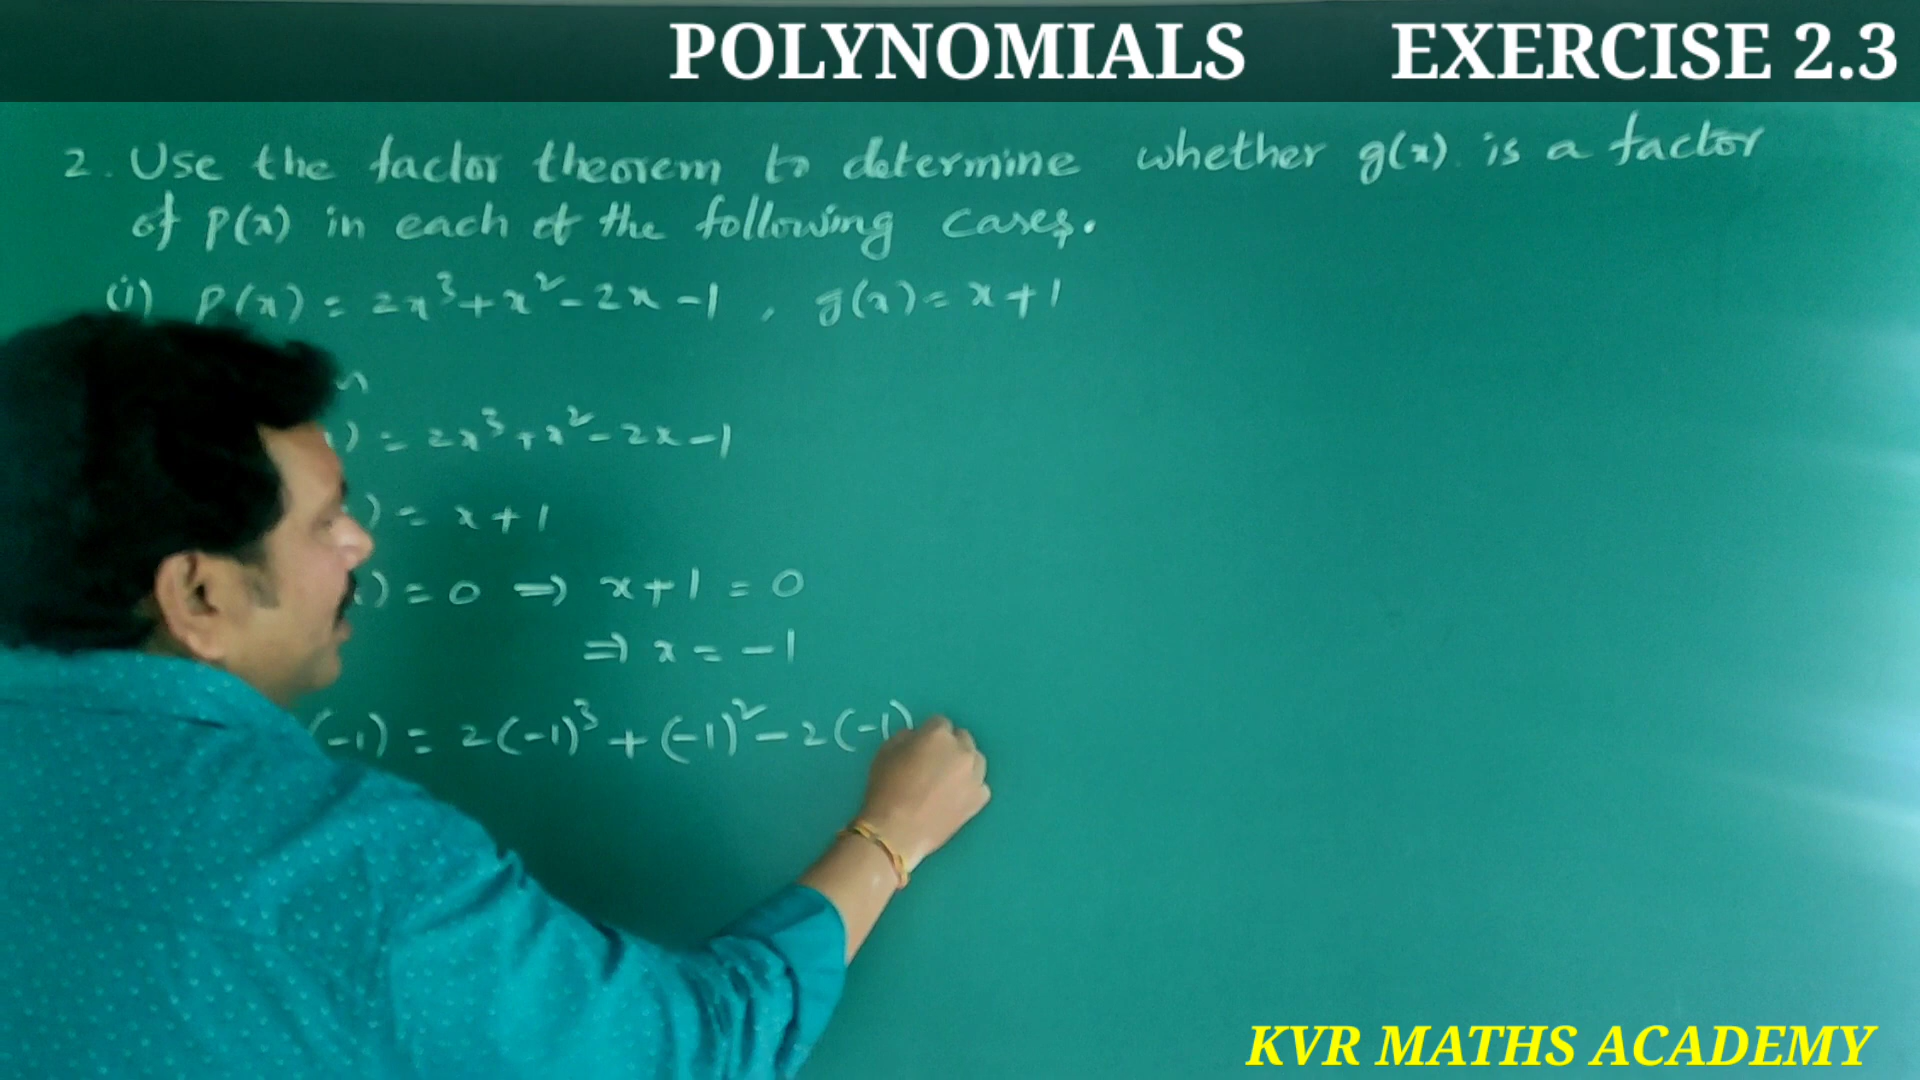 POLYNOMIALS EXERCISE 2.3
2. Use the factor theorem to determine whether g(x) is a factor
of p(x) in each of the following cases.
(i) p(x) = 2x³+x²-2x-1 , g(x) = x+1
) = 2x³+x²-2x-1
) = x+1
) = 0 ⇒ x+1 = 0
⇒ x = -1
(-1) = 2(-1)³ + (-1)² - 2(-1)
KVR MATHS ACADEMY